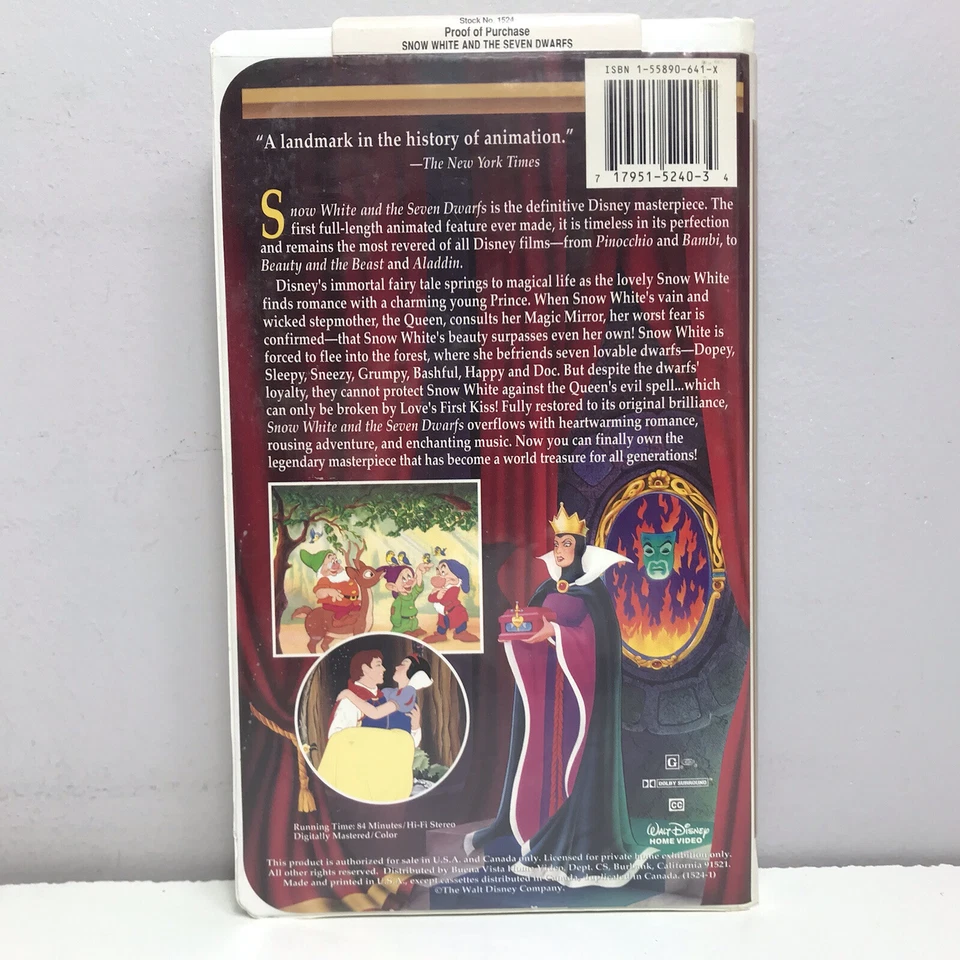 Stock No. 1524
Proof of Purchase
SNOW WHITE AND THE SEVEN DWARFS
ISBN 1-55890-641-X
7 17951-5240-3 4
“A landmark in the history of animation.”
—The New York Times
Snow White and the Seven Dwarfs is the definitive Disney masterpiece. The
first full-length animated feature ever made, it is timeless in its perfection
and remains the most revered of all Disney films—from Pinocchio and Bambi, to
Beauty and the Beast and Aladdin.
Disney's immortal fairy tale springs to magical life as the lovely Snow White
finds romance with a charming young Prince. When Snow White's vain and
wicked stepmother, the Queen, consults her Magic Mirror, her worst fear is
confirmed—that Snow White's beauty surpasses even her own! Snow White is
forced to flee into the forest, where she befriends seven lovable dwarfs—Dopey,
Sleepy, Sneezy, Grumpy, Bashful, Happy and Doc. But despite the dwarfs'
loyalty, they cannot protect Snow White against the Queen's evil spell...which
can only be broken by Love's First Kiss! Fully restored to its original brilliance,
Snow White and the Seven Dwarfs overflows with heartwarming romance,
rousing adventure, and enchanting music. Now you can finally own the
legendary masterpiece that has become a world treasure for all generations!
G
DOLBY SURROUND
CC
Walt Disney
HOME VIDEO
Running Time: 84 Minutes/Hi-Fi Stereo
Digitally Mastered/Color
This product is authorized for sale in U.S.A. and Canada only. Licensed for private home exhibition only.
All other rights reserved. Distributed by Buena Vista Home Video, Dept. CS, Burbank, California 91521.
Made and printed in U.S.A., except cassettes distributed in Canada, duplicated in Canada. (1524-1)
©The Walt Disney Company.